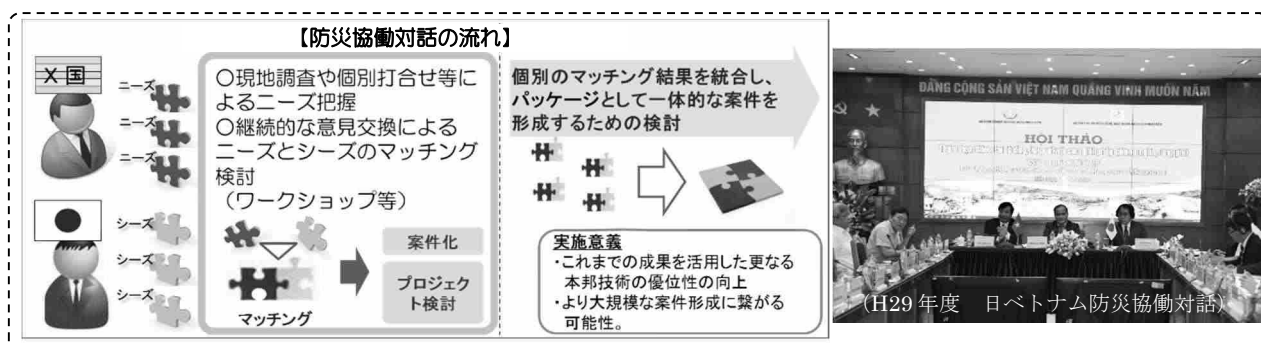 【防災協働対話の流れ】
X 国
ニーズ
ニーズ
ニーズ
シーズ
シーズ
シーズ
○現地調査や個別打合せ等に
よるニーズ把握
○継続的な意見交換による
ニーズとシーズのマッチング
検討
（ワークショップ等）
マッチング
案件化
プロジェク
ト検討
個別のマッチング結果を統合し、
パッケージとして一体的な案件を
形成するための検討
実施意義
・これまでの成果を活用した更なる
本邦技術の優位性の向上
・より大規模な案件形成に繋がる
可能性。
ĐẢNG CỘNG SẢN VIỆT NAM QUANG VINH MUÔN NĂM
HỘI THẢO
（H29 年度　日ベトナム防災協働対話）